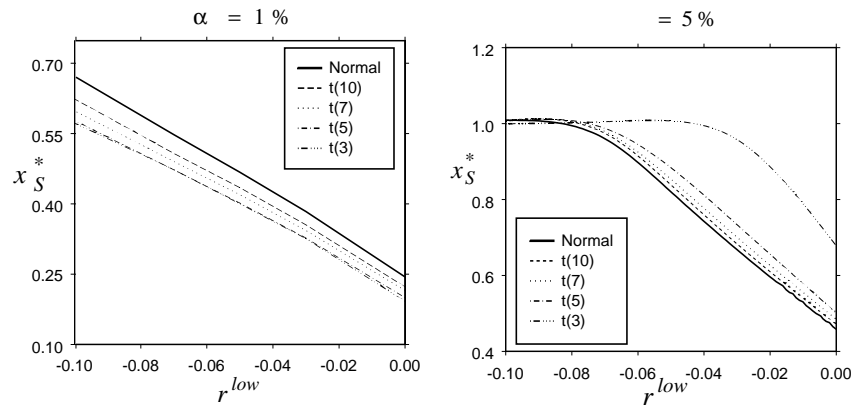 α = 1 %
0.70
0.55
0.40
0.25
0.10
x*S
Normal
t(10)
t(7)
t(5)
t(3)
-0.10 -0.08 -0.06 -0.04 -0.02 0.00
r low
= 5 %
1.2
1.0
0.8
0.6
0.4
x*S
Normal
t(10)
t(7)
t(5)
t(3)
-0.10 -0.08 -0.06 -0.04 -0.02 0.00
r low